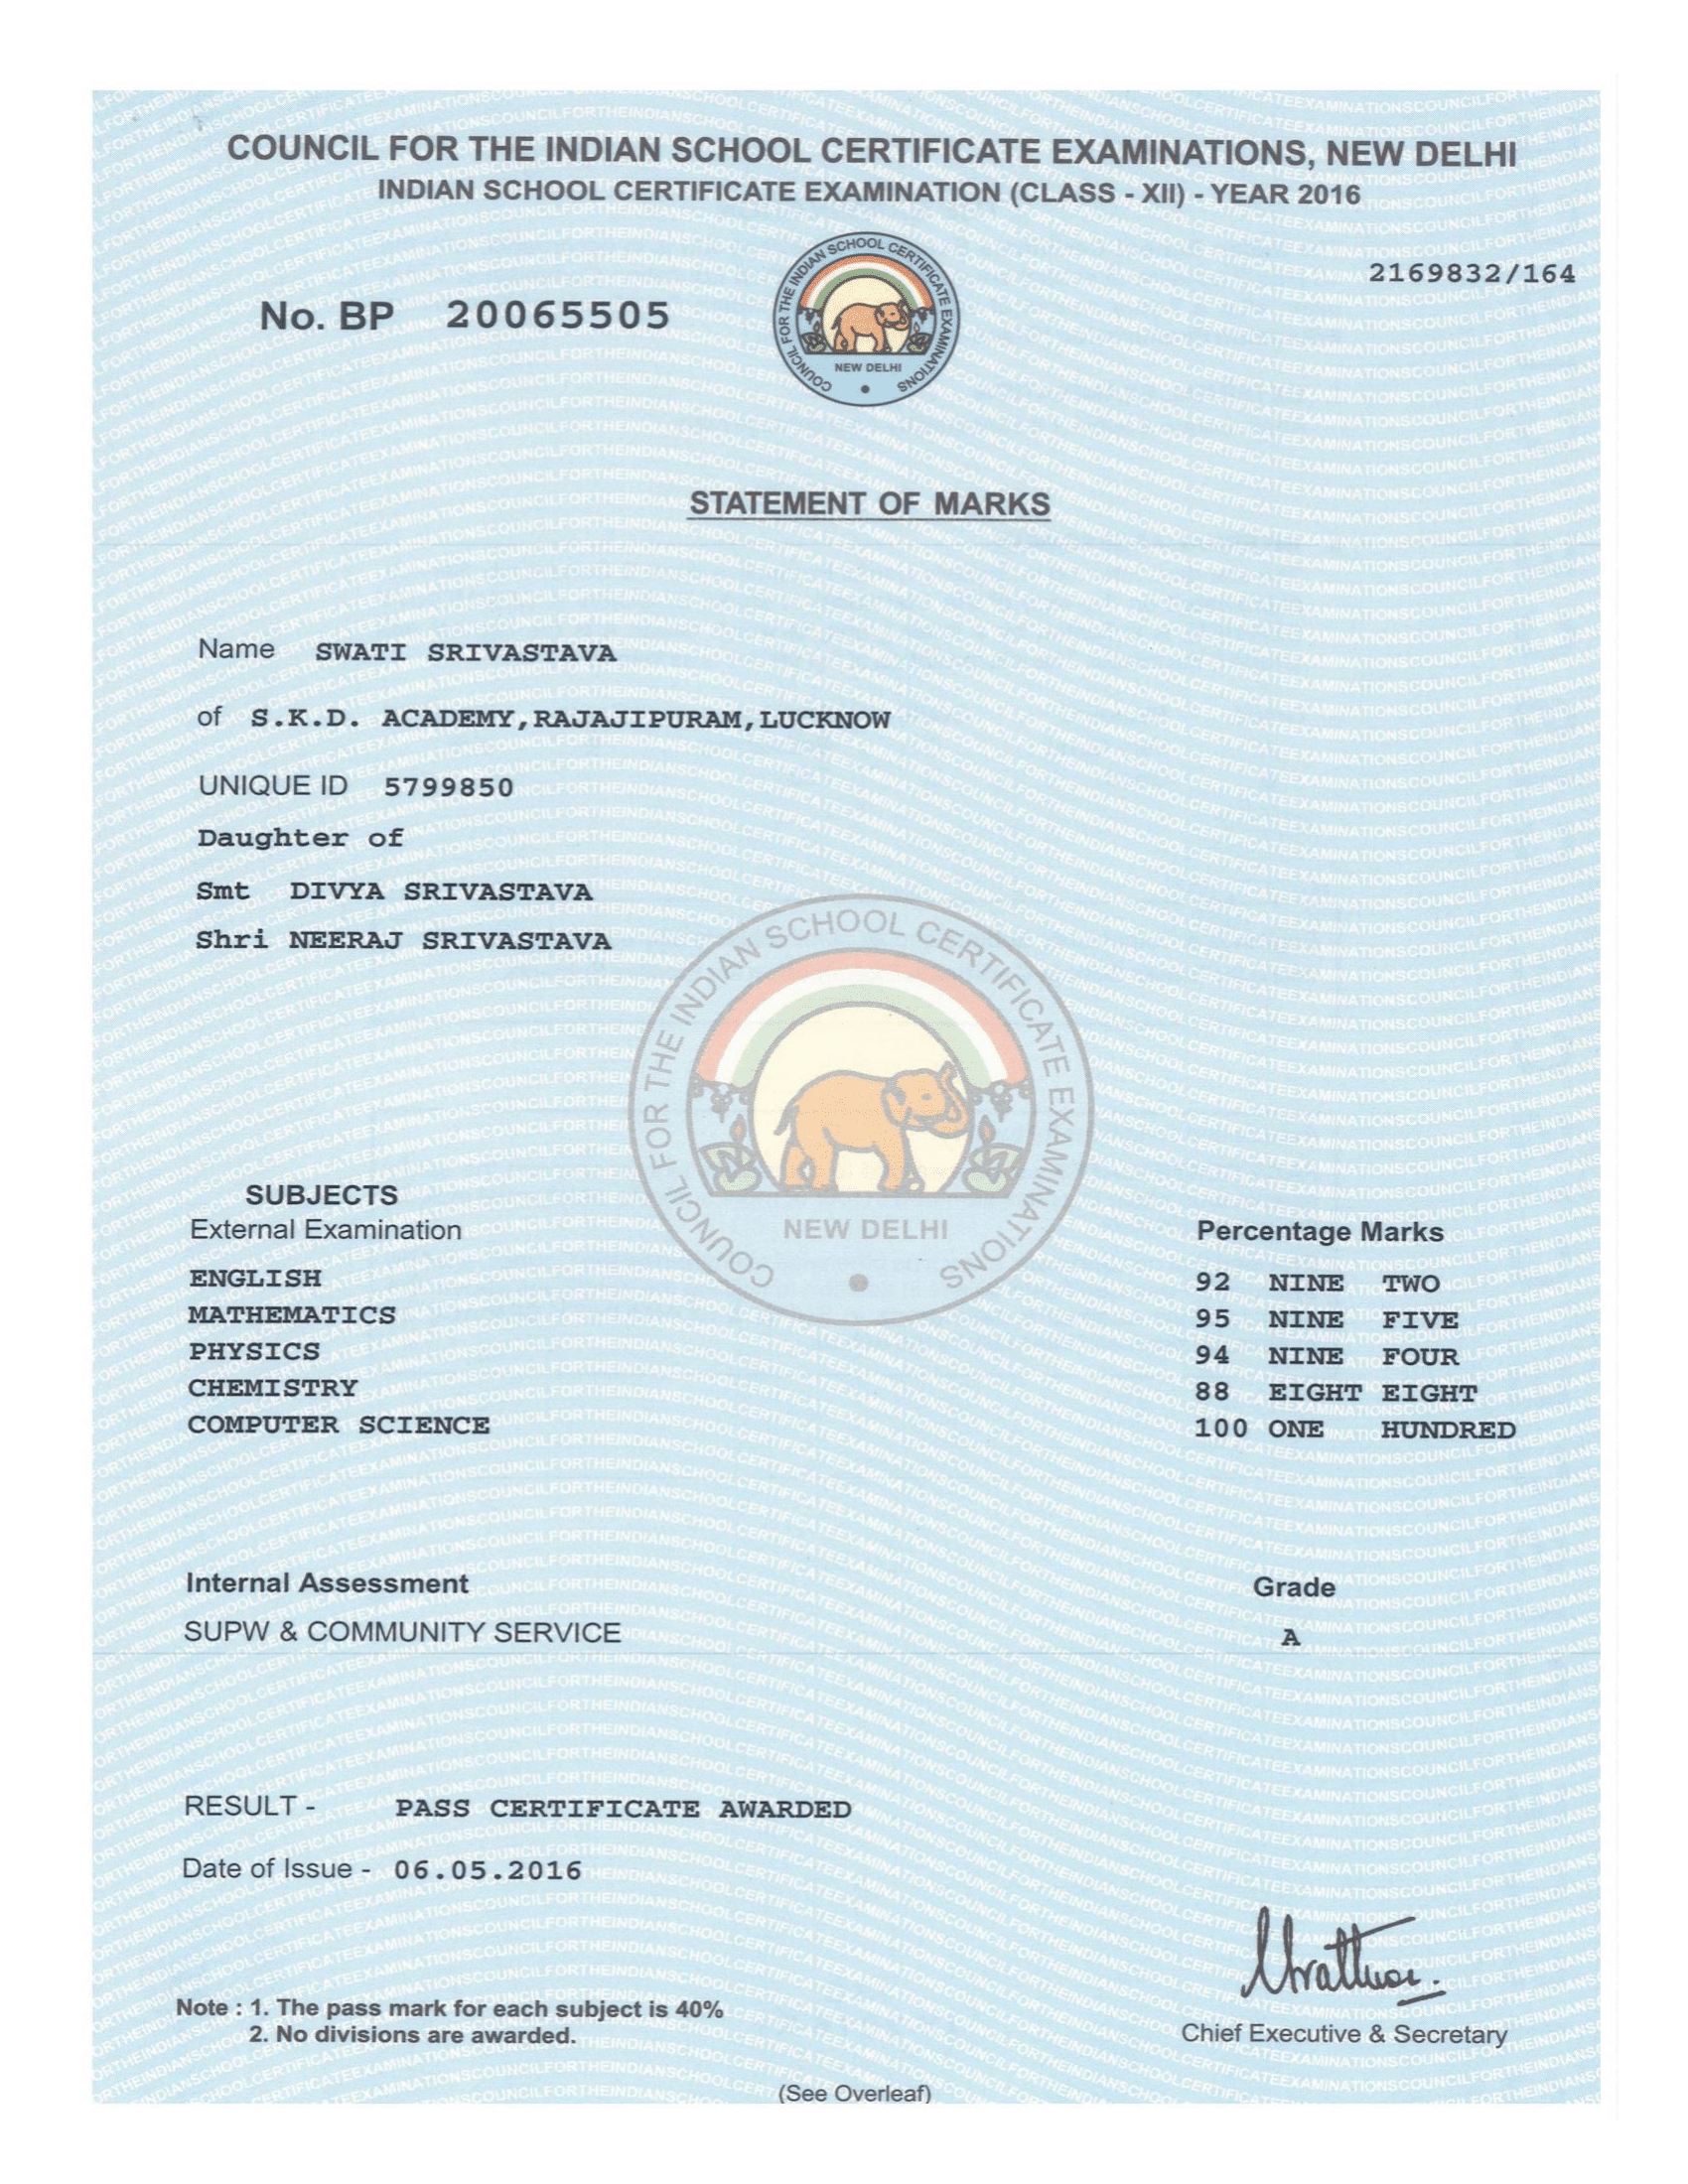 COUNCIL FOR THE INDIAN SCHOOL CERTIFICATE EXAMINATIONS, NEW DELHI
INDIAN SCHOOL CERTIFICATE EXAMINATION (CLASS - XII) - YEAR 2016
2169832/164
No. BP 20065505
COUNCIL FOR THE INDIAN SCHOOL CERTIFICATE EXAMINATIONS
NEW DELHI
STATEMENT OF MARKS
Name SWATI SRIVASTAVA
of S.K.D. ACADEMY,RAJAJIPURAM,LUCKNOW
UNIQUE ID 5799850
Daughter of
Smt DIVYA SRIVASTAVA
Shri NEERAJ SRIVASTAVA
COUNCIL FOR THE INDIAN SCHOOL CERTIFICATE EXAMINATIONS
NEW DELHI
SUBJECTS
External Examination Percentage Marks
ENGLISH 92 NINE TWO
MATHEMATICS 95 NINE FIVE
PHYSICS 94 NINE FOUR
CHEMISTRY 88 EIGHT EIGHT
COMPUTER SCIENCE 100 ONE HUNDRED
Internal Assessment Grade
SUPW & COMMUNITY SERVICE A
RESULT - PASS CERTIFICATE AWARDED
Date of Issue - 06.05.2016
Note : 1. The pass mark for each subject is 40%
2. No divisions are awarded.
Chief Executive & Secretary
(See Overleaf)